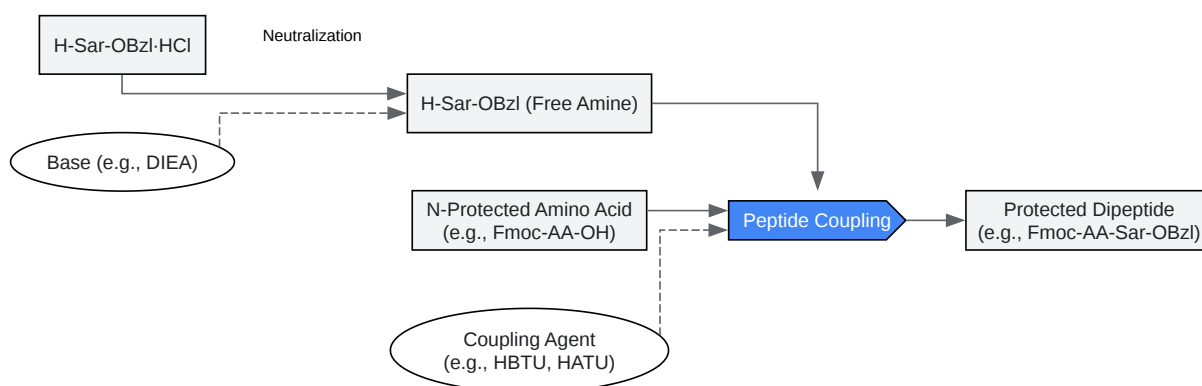 H-Sar-OBzl·HCl
Neutralization
H-Sar-OBzl (Free Amine)
Base (e.g., DIEA)
N-Protected Amino Acid
(e.g., Fmoc-AA-OH)
Peptide Coupling
Protected Dipeptide
(e.g., Fmoc-AA-Sar-OBzl)
Coupling Agent
(e.g., HBTU, HATU)